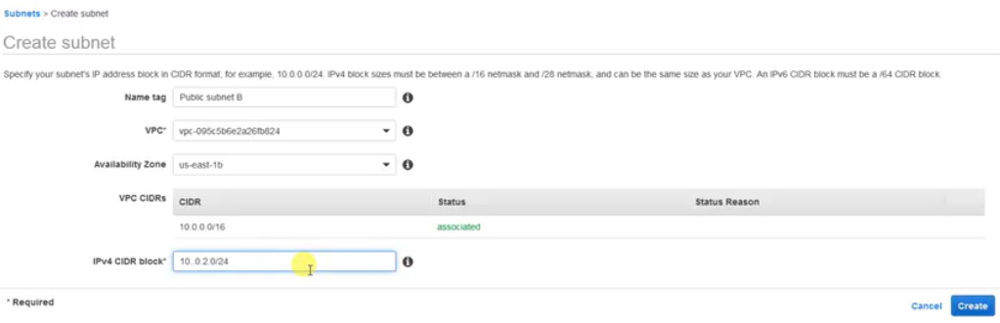 Subnets > Create subnet
Create subnet
Specify your subnet's IP address block in CIDR format; for example, 10.0.0.0/24. IPv4 block sizes must be between a /16 netmask and /28 netmask, and can be the same size as your VPC. An IPv6 CIDR block must be a /64 CIDR block.
Name tag Public subnet B
VPC* vpc-095c5b6e2a26fb824
Availability Zone us-east-1b
VPC CIDRs CIDR Status Status Reason
10.0.0.0/16 associated
IPv4 CIDR block* 10..0.2.0/24
* Required Cancel Create